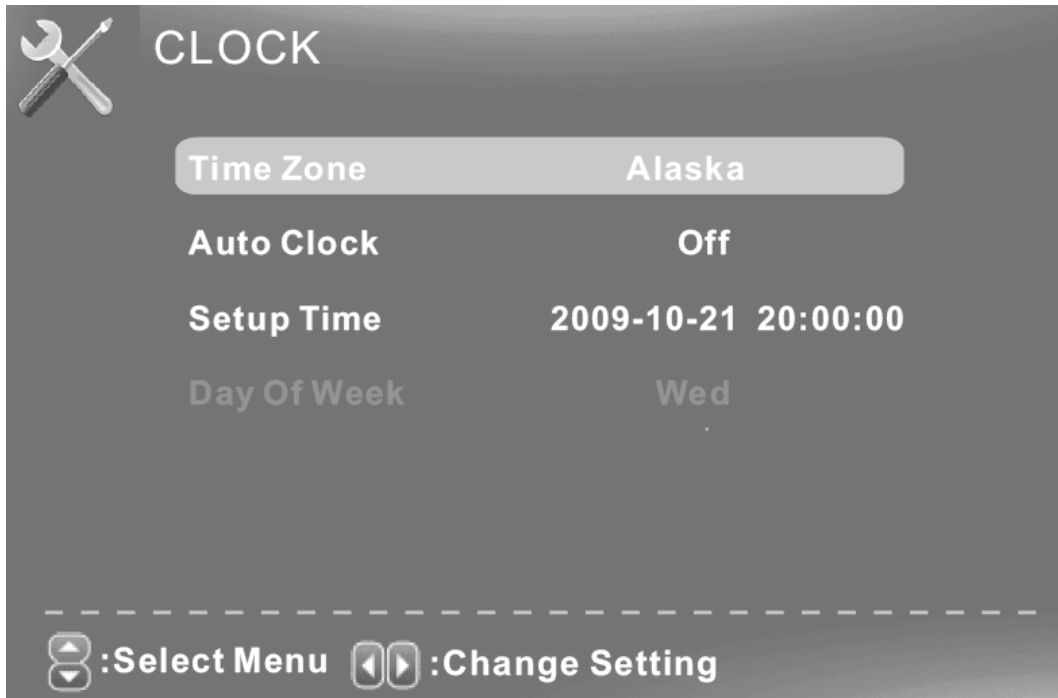 CLOCK
Time Zone Alaska
Auto Clock Off
Setup Time 2009-10-21 20:00:00
Day Of Week Wed
:Select Menu :Change Setting